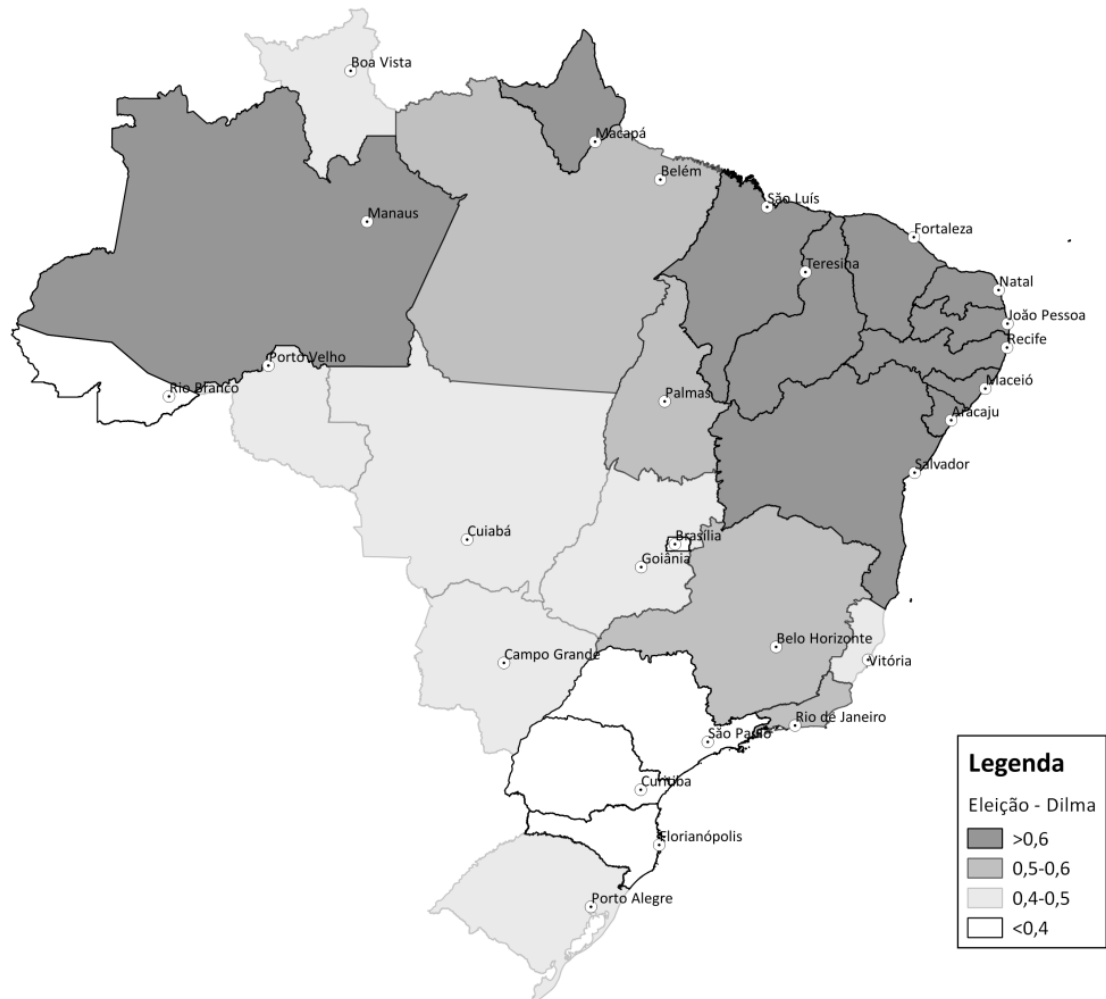 Boa Vista
Macapá
Belém
São Luís
Manaus
Fortaleza
Teresina
Natal
João Pessoa
Recife
Porto Velho
Maceió
Rio Branco
Palmas
Aracaju
Salvador
Cuiabá
Brasília
Goiânia
Belo Horizonte
Campo Grande
Vitória
Rio de Janeiro
São Paulo
Curitiba
Florianópolis
Porto Alegre
Legenda
Eleição - Dilma
>0,6
0,5-0,6
0,4-0,5
<0,4